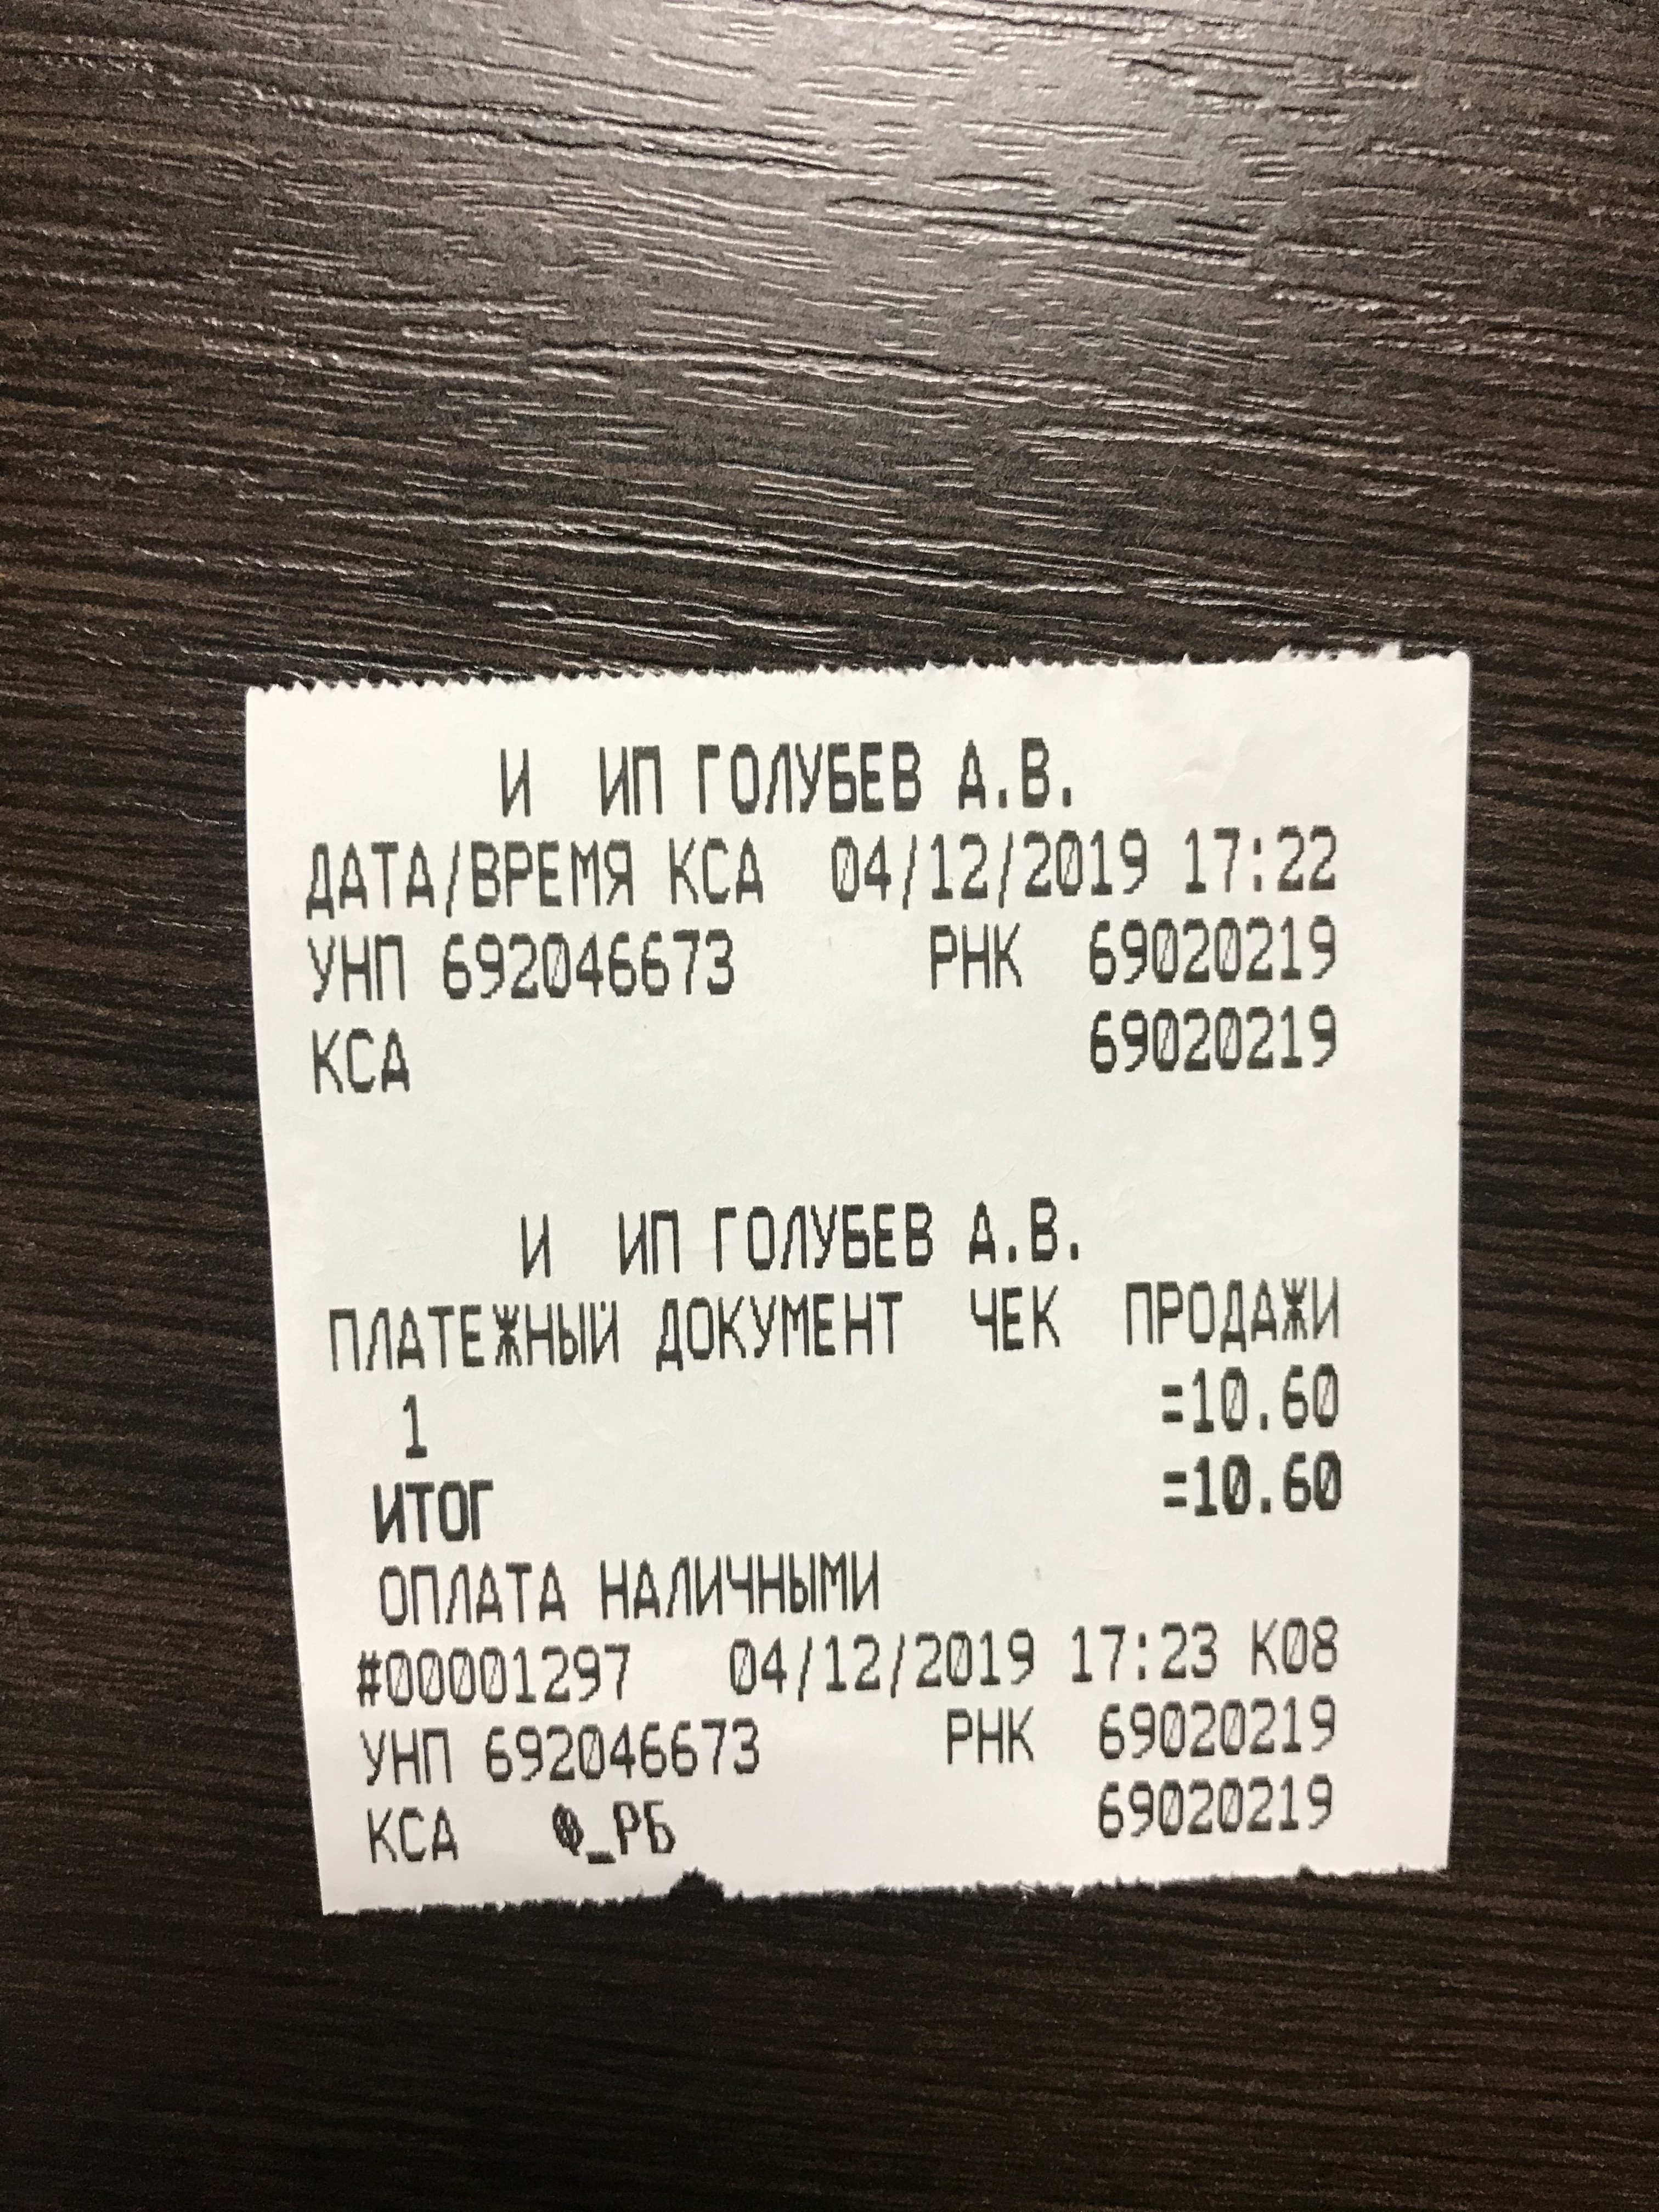 И ИП ГОЛУБЕВ А.В.
ДАТА/ВРЕМЯ КСА 04/12/2019 17:22
УНП 692046673 РНК 69020219
КСА 69020219
И ИП ГОЛУБЕВ А.В.
ПЛАТЕЖНЫЙ ДОКУМЕНТ ЧЕК ПРОДАЖИ
1 =10.60
ИТОГ =10.60
ОПЛАТА НАЛИЧНЫМИ
#00001297 04/12/2019 17:23 К08
УНП 692046673 РНК 69020219
КСА Ф_РБ 69020219